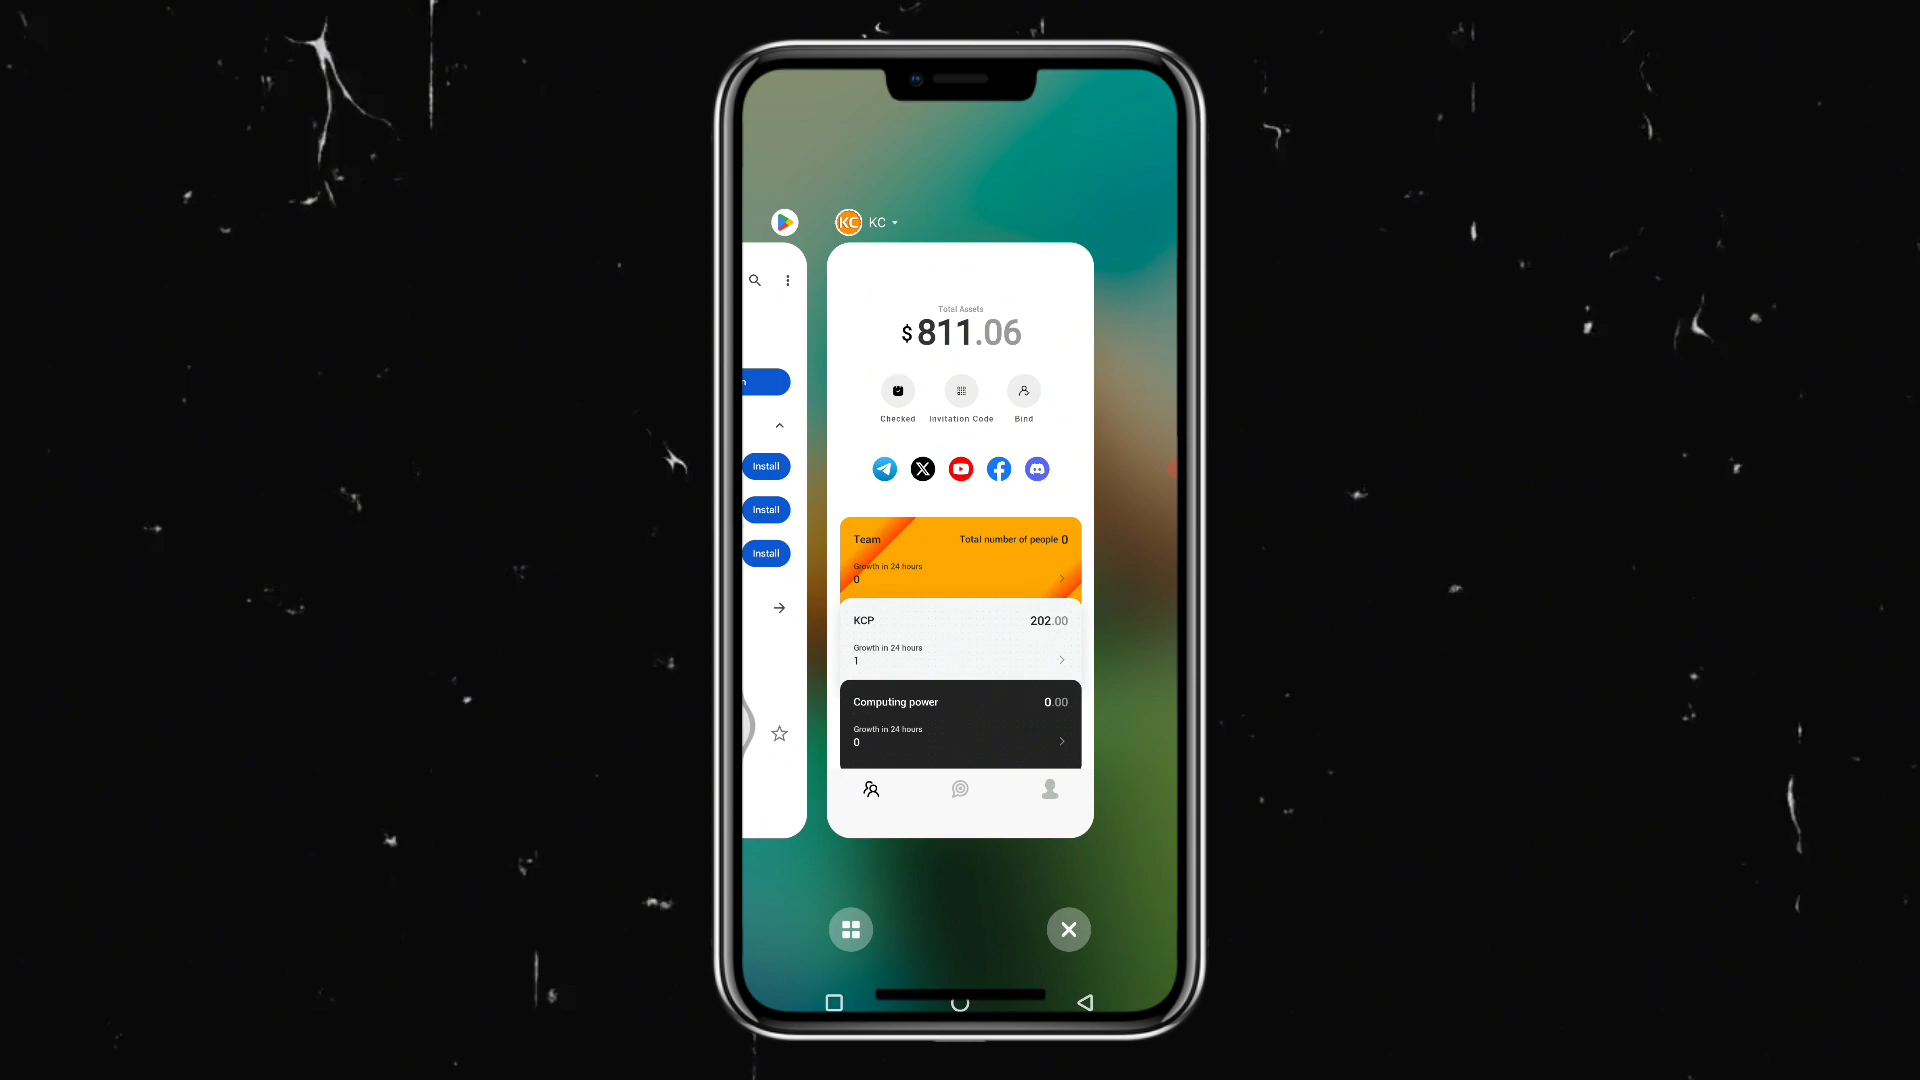 KC KC
Total Assets
$ 811.06
Checked Invitation Code Bind
Install
Install
Install
Team Total number of people 0
Growth in 24 hours
0
KCP 202.00
Growth in 24 hours
1
Computing power 0.00
Growth in 24 hours
0